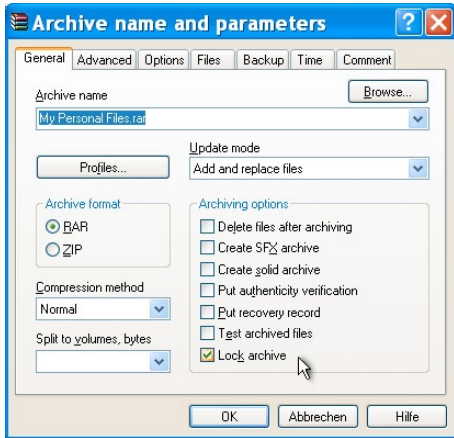 Archive name and parameters
General Advanced Options Files Backup Time Comment
Archive name
Browse...
My Personal Files.rar
Profiles...
Update mode
Add and replace files
Archive format
RAR
ZIP
Compression method
Normal
Split to volumes, bytes
Archiving options
Delete files after archiving
Create SFX archive
Create solid archive
Put authenticity verification
Put recovery record
Test archived files
Lock archive
OK Abbrechen Hilfe